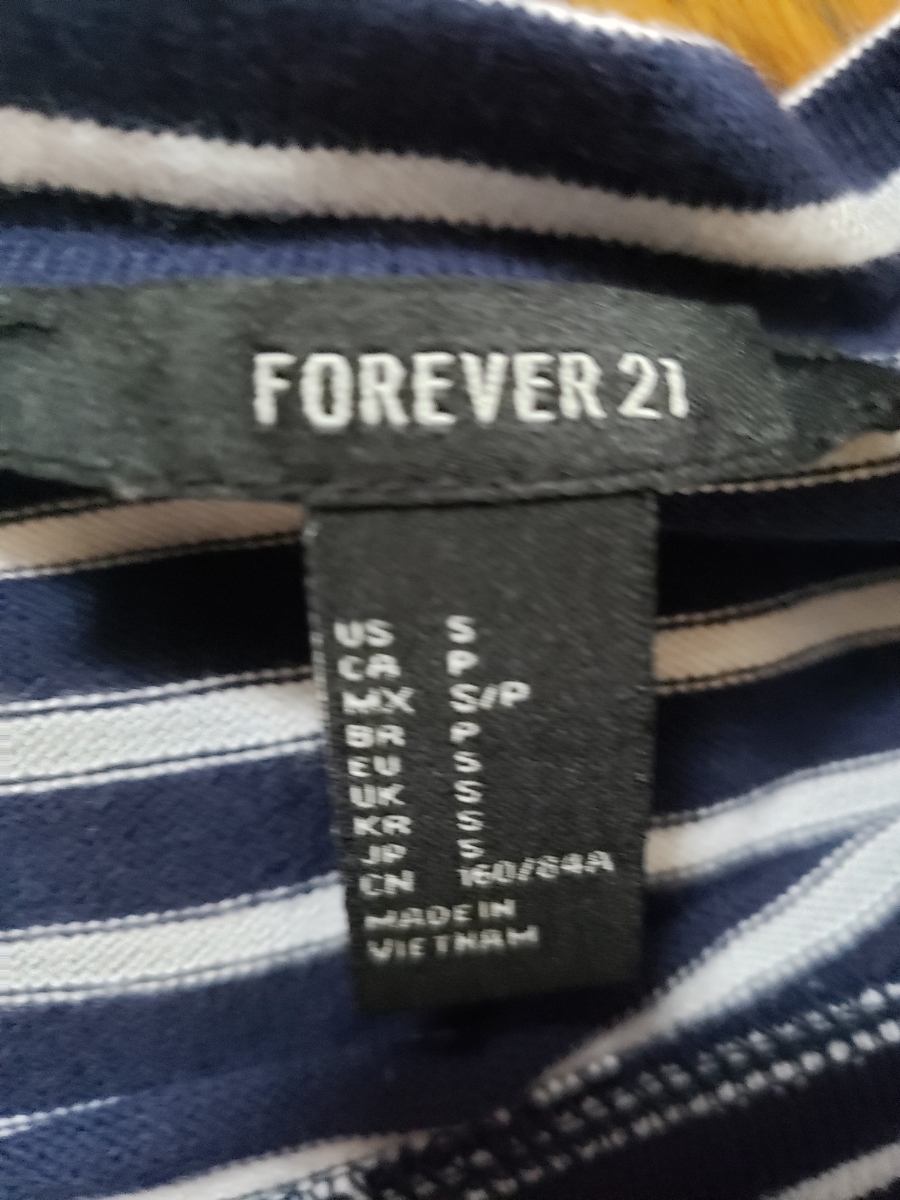 FOREVER 21
US S
CA P
MX S/P
BR P
EU S
UK S
KR S
JP S
CN 160/84A
MADE IN
VIETNAM